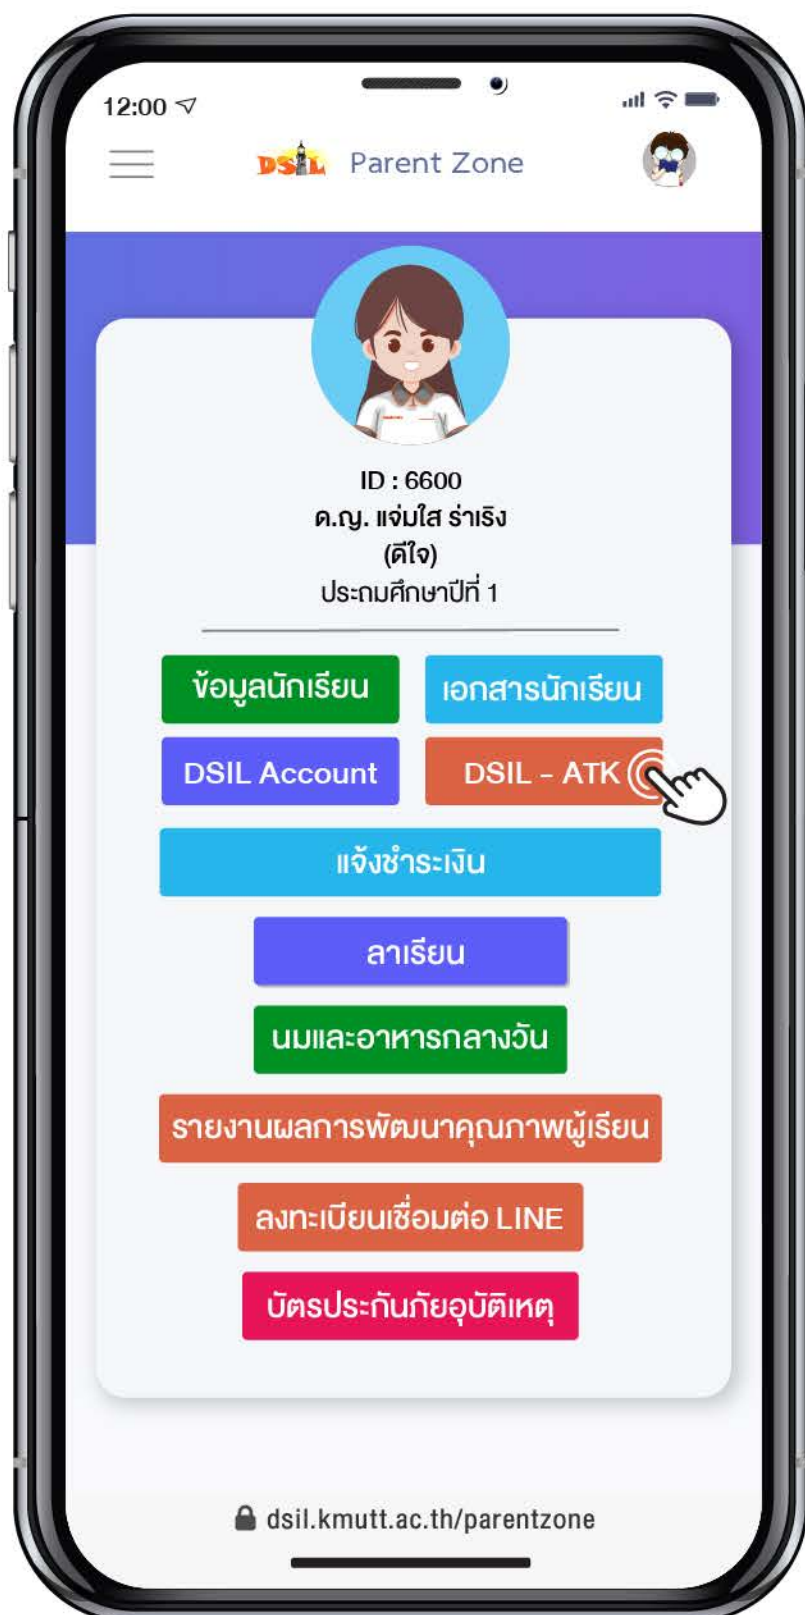 12:00
DSIL Parent Zone
ID : 6600
ด.ญ. แจ่มใส ร่าเริง
(ดีใจ)
ประถมศึกษาปีที่ 1
ข้อมูลนักเรียน เอกสารนักเรียน
DSIL Account DSIL - ATK
แจ้งชำระเงิน
ลาเรียน
นมและอาหารกลางวัน
รายงานผลการพัฒนาคุณภาพผู้เรียน
ลงทะเบียนเชื่อมต่อ LINE
บัตรประกันภัยอุบัติเหตุ
dsil.kmutt.ac.th/parentzone